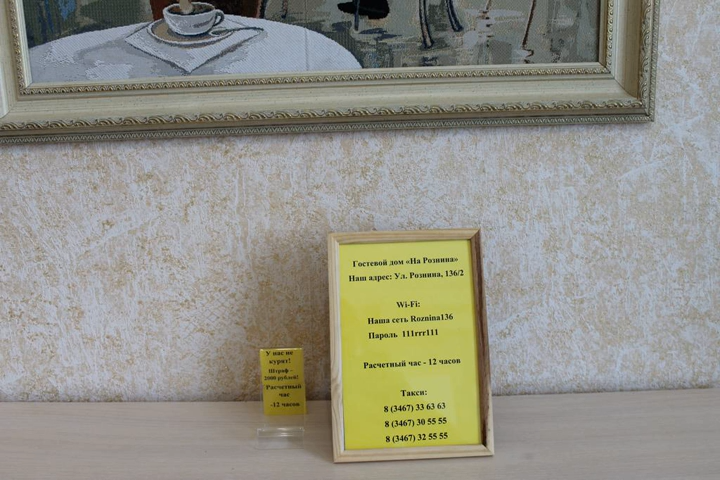 У нас не
курят!
Штраф -
2000 рублей!
Расчетный
час
-12 часов
Гостевой дом «На Рознина»
Наш адрес: Ул. Рознина, 136/2
Wi-Fi:
Наша сеть Roznina136
Пароль 111rrr111
Расчетный час - 12 часов
Такси:
8 (3467) 33 63 63
8 (3467) 30 55 55
8 (3467) 32 55 55